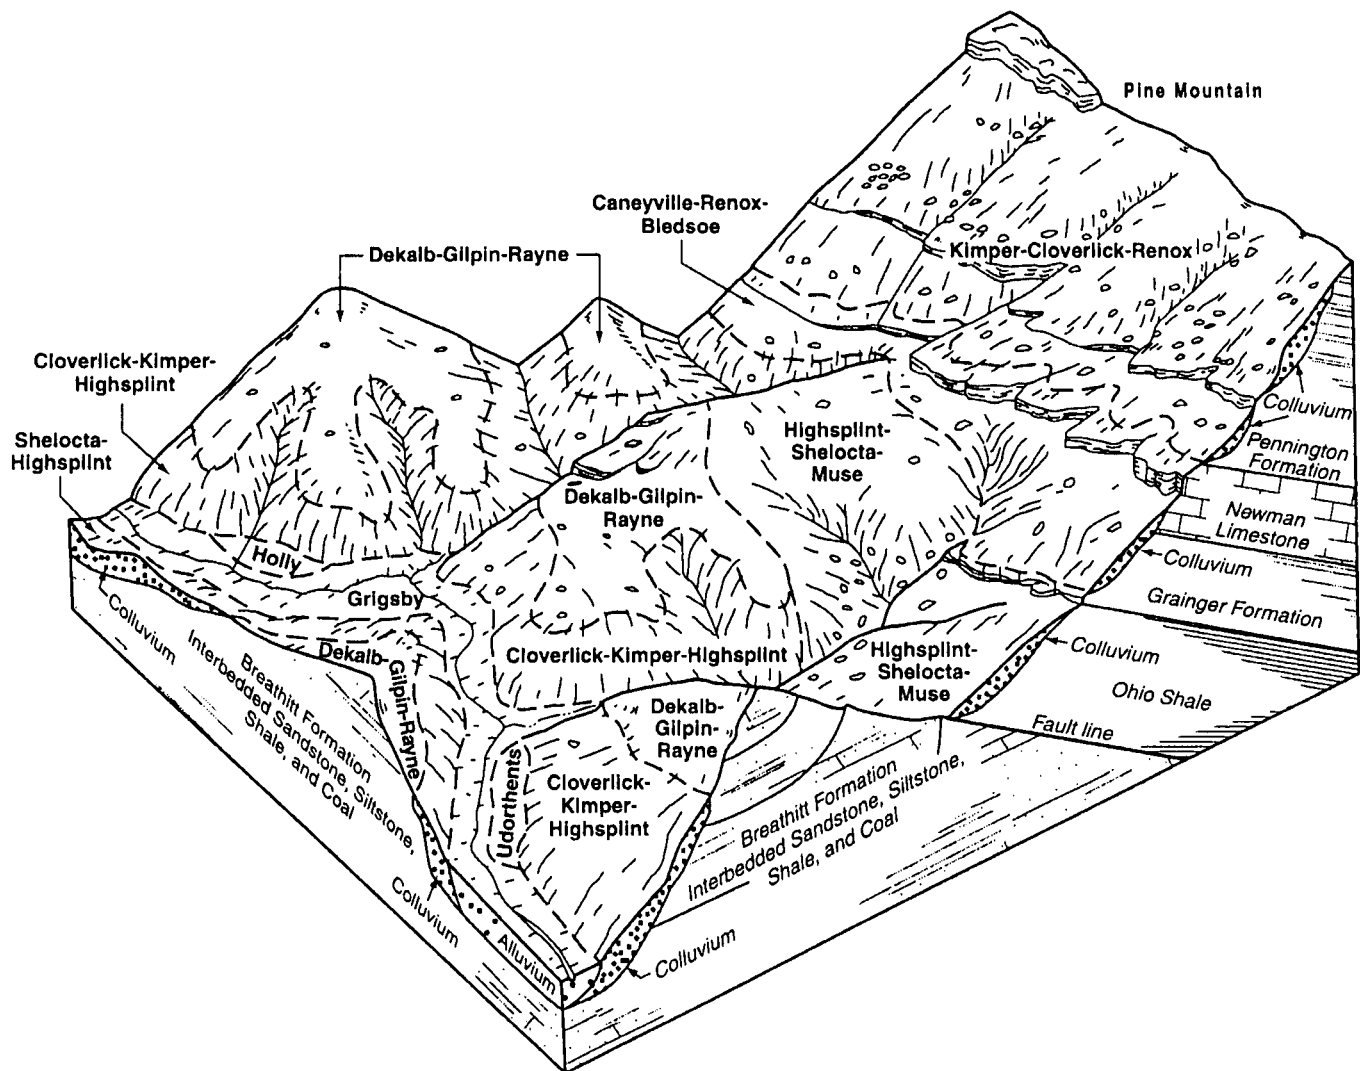 Pine Mountain
Caneyville-Renox-
Bledsoe
Dekalb-Gilpin-Rayne
Kimper-Cloverlick-Renox
Cloverlick-Kimper-
Highsplint
Shelocta-
Highsplint
Colluvium
Pennington
Formation
Highsplint-
Shelocta-
Muse
Dekalb-Gilpin-
Rayne
Newman
Limestone
Holly
Colluvium
Grigsby
Grainger Formation
Colluvium
Breathitt Formation
Interbedded Sandstone, Siltstone,
Shale, and Coal
Dekalb-Gilpin-Rayne
Cloverlick-Kimper-Highsplint
Highsplint-
Shelocta-
Muse
Colluvium
Ohio Shale
Fault line
Dekalb-
Gilpin-
Rayne
Udorthents
Cloverlick-
Kimper-
Highsplint
Breathitt Formation
Interbedded Sandstone, Siltstone,
Shale, and Coal
Colluvium
Alluvium
Colluvium